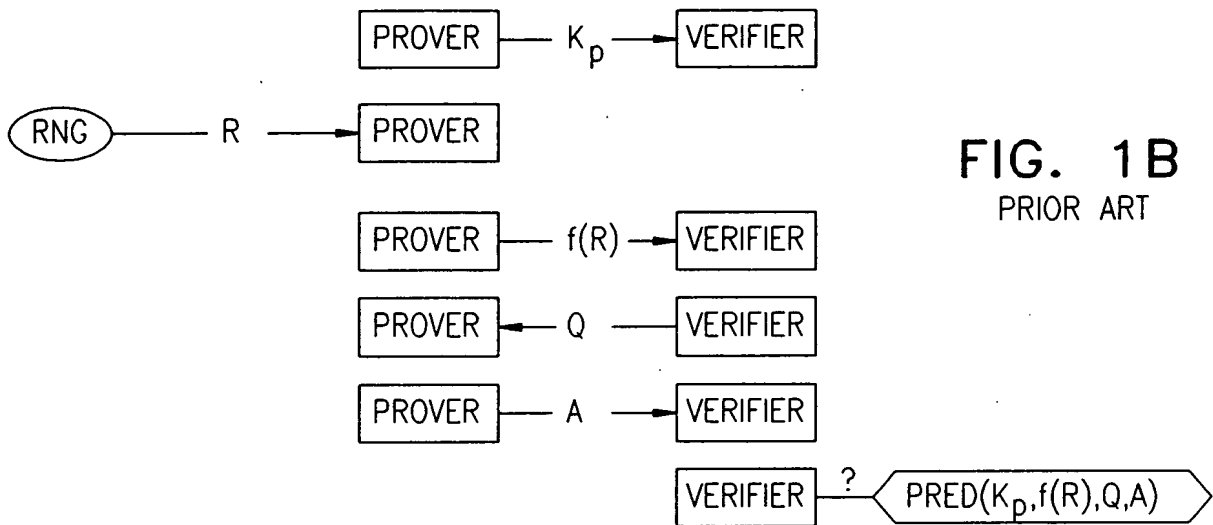 PROVER K_p VERIFIER
RNG R PROVER
FIG. 1B
PRIOR ART
PROVER f(R) VERIFIER
PROVER Q VERIFIER
PROVER A VERIFIER
VERIFIER ? PRED(K_p,f(R),Q,A)